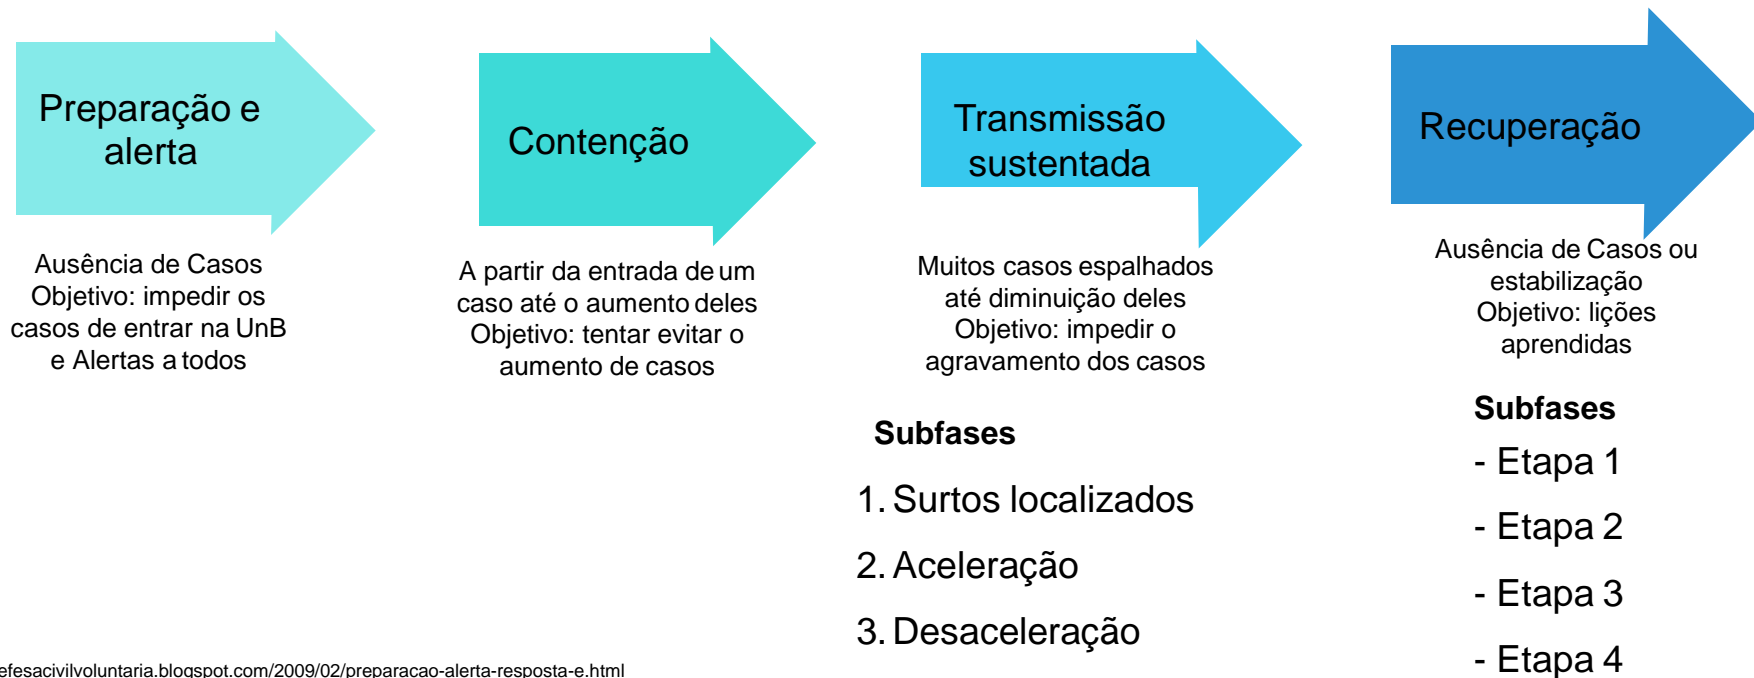 Preparação e
alerta
Ausência de Casos
Objetivo: impedir os
casos de entrar na UnB
e Alertas a todos
Contenção
A partir da entrada de um
caso até o aumento deles
Objetivo: tentar evitar o
aumento de casos
Transmissão
sustentada
Muitos casos espalhados
até diminuição deles
Objetivo: impedir o
agravamento dos casos
Subfases
1. Surtos localizados
2. Aceleração
3. Desaceleração
Recuperação
Ausência de Casos ou
estabilização
Objetivo: lições
aprendidas
Subfases
- Etapa 1
- Etapa 2
- Etapa 3
- Etapa 4
efesacivilvoluntaria.blogspot.com/2009/02/preparacao-alerta-resposta-e.html